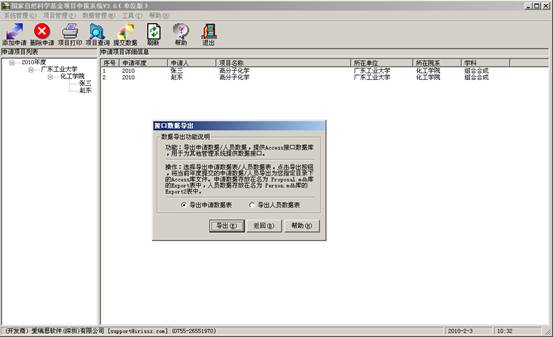 国家自然科学基金项目申报系统V2.0(单位版)
系统管理(S) 项目管理(P) 数据管理(D) 工具(T) 帮助(H)
添加申请 删除申请 项目打印 项目查询 提交数据 刷新 帮助 退出
申请项目列表
2010年度
广东工业大学
化工学院
张三
赵东
申请项目详细信息
序号 申请年度 申请人 项目名称 所在单位 所在院系 学科
1 2010 张三 高分子化学 广东工业大学 化工学院 组合合成
2 2010 赵东 高分子化学 广东工业大学 化工学院 组合合成
接口数据导出
数据导出功能说明
功能：导出申请数据/人员数据，提供Access接口数据库
，用于为其他管理系统提供数据接口。
操作：选择导出申请数据表/人员数据表，点击导出按钮
，将当前年度提交的申请数据/人员导出为您指定目录下
的Access库文件。申请数据存放在名为 Proposal.mdb库
的Export表中，人员数据存放在名为 Person.mdb库的
Export2表中。
导出申请数据表 导出人员数据表
导出(E) 返回(R) 帮助(H)
(开发商) 爱瑞思软件(深圳)有限公司 [support@irissz.com] (0755-26551970)
2010-2-3 10:32